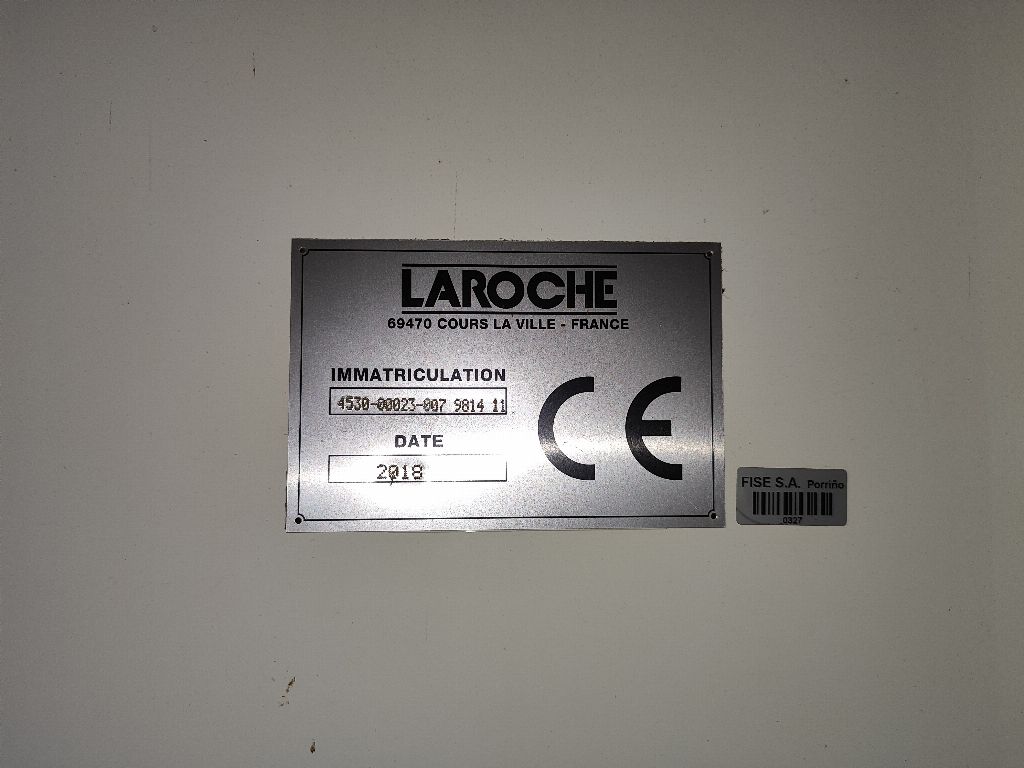 LAROCHE
69470 COURS LA VILLE - FRANCE
IMMATRICULATION
4530-00023-007 9814 11
DATE
2018
CE
FISE S.A. Porriño
0327